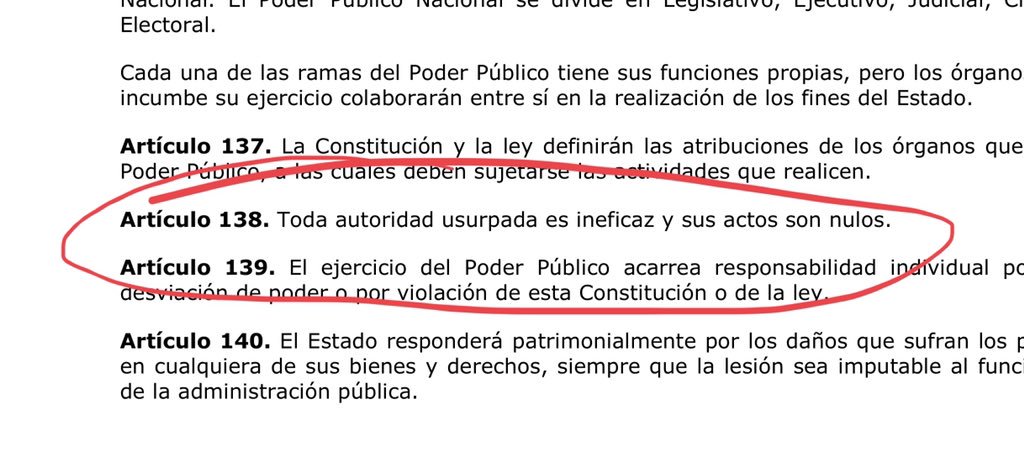 Nacional. El Poder Público Nacional se divide en Legislativo, Ejecutivo, Judicial,
Electoral.
Cada una de las ramas del Poder Público tiene sus funciones propias, pero los órgano
incumbe su ejercicio colaborarán entre sí en la realización de los fines del Estado.
Artículo 137. La Constitución y la ley definirán las atribuciones de los órganos que
Poder Público, a las cuales deben sujetarse las actividades que realicen.
Artículo 138. Toda autoridad usurpada es ineficaz y sus actos son nulos.
Artículo 139. El ejercicio del Poder Público acarrea responsabilidad individual po
desviación de poder o por violación de esta Constitución o de la ley.
Artículo 140. El Estado responderá patrimonialmente por los daños que sufran los p
en cualquiera de sus bienes y derechos, siempre que la lesión sea imputable al funci
de la administración pública.